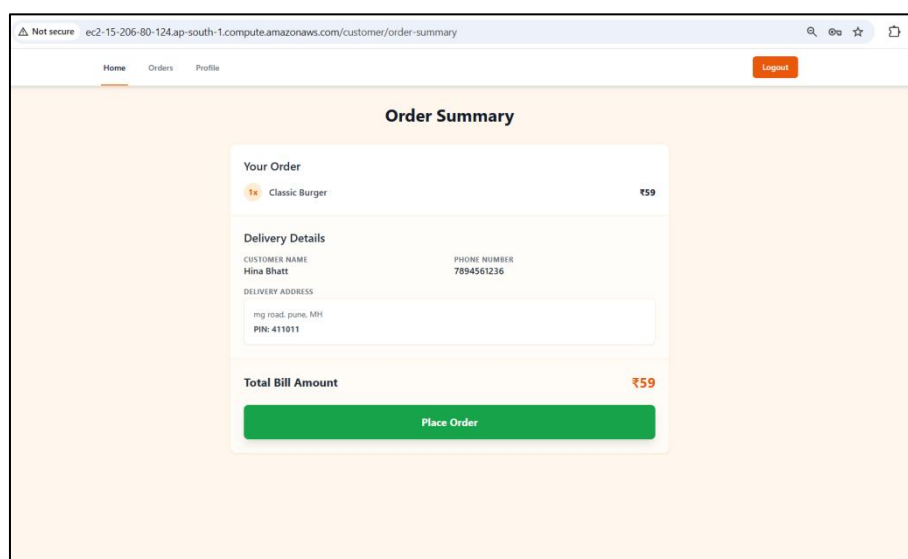 Not secure ec2-15-206-80-124.ap-south-1.compute.amazonaws.com/customer/order-summary
Home Orders Profile Logout
Order Summary
Your Order
1x Classic Burger ₹59
Delivery Details
CUSTOMER NAME PHONE NUMBER
Hina Bhatt 7894561236
DELIVERY ADDRESS
mg road, pune, MH
PIN: 411011
Total Bill Amount ₹59
Place Order